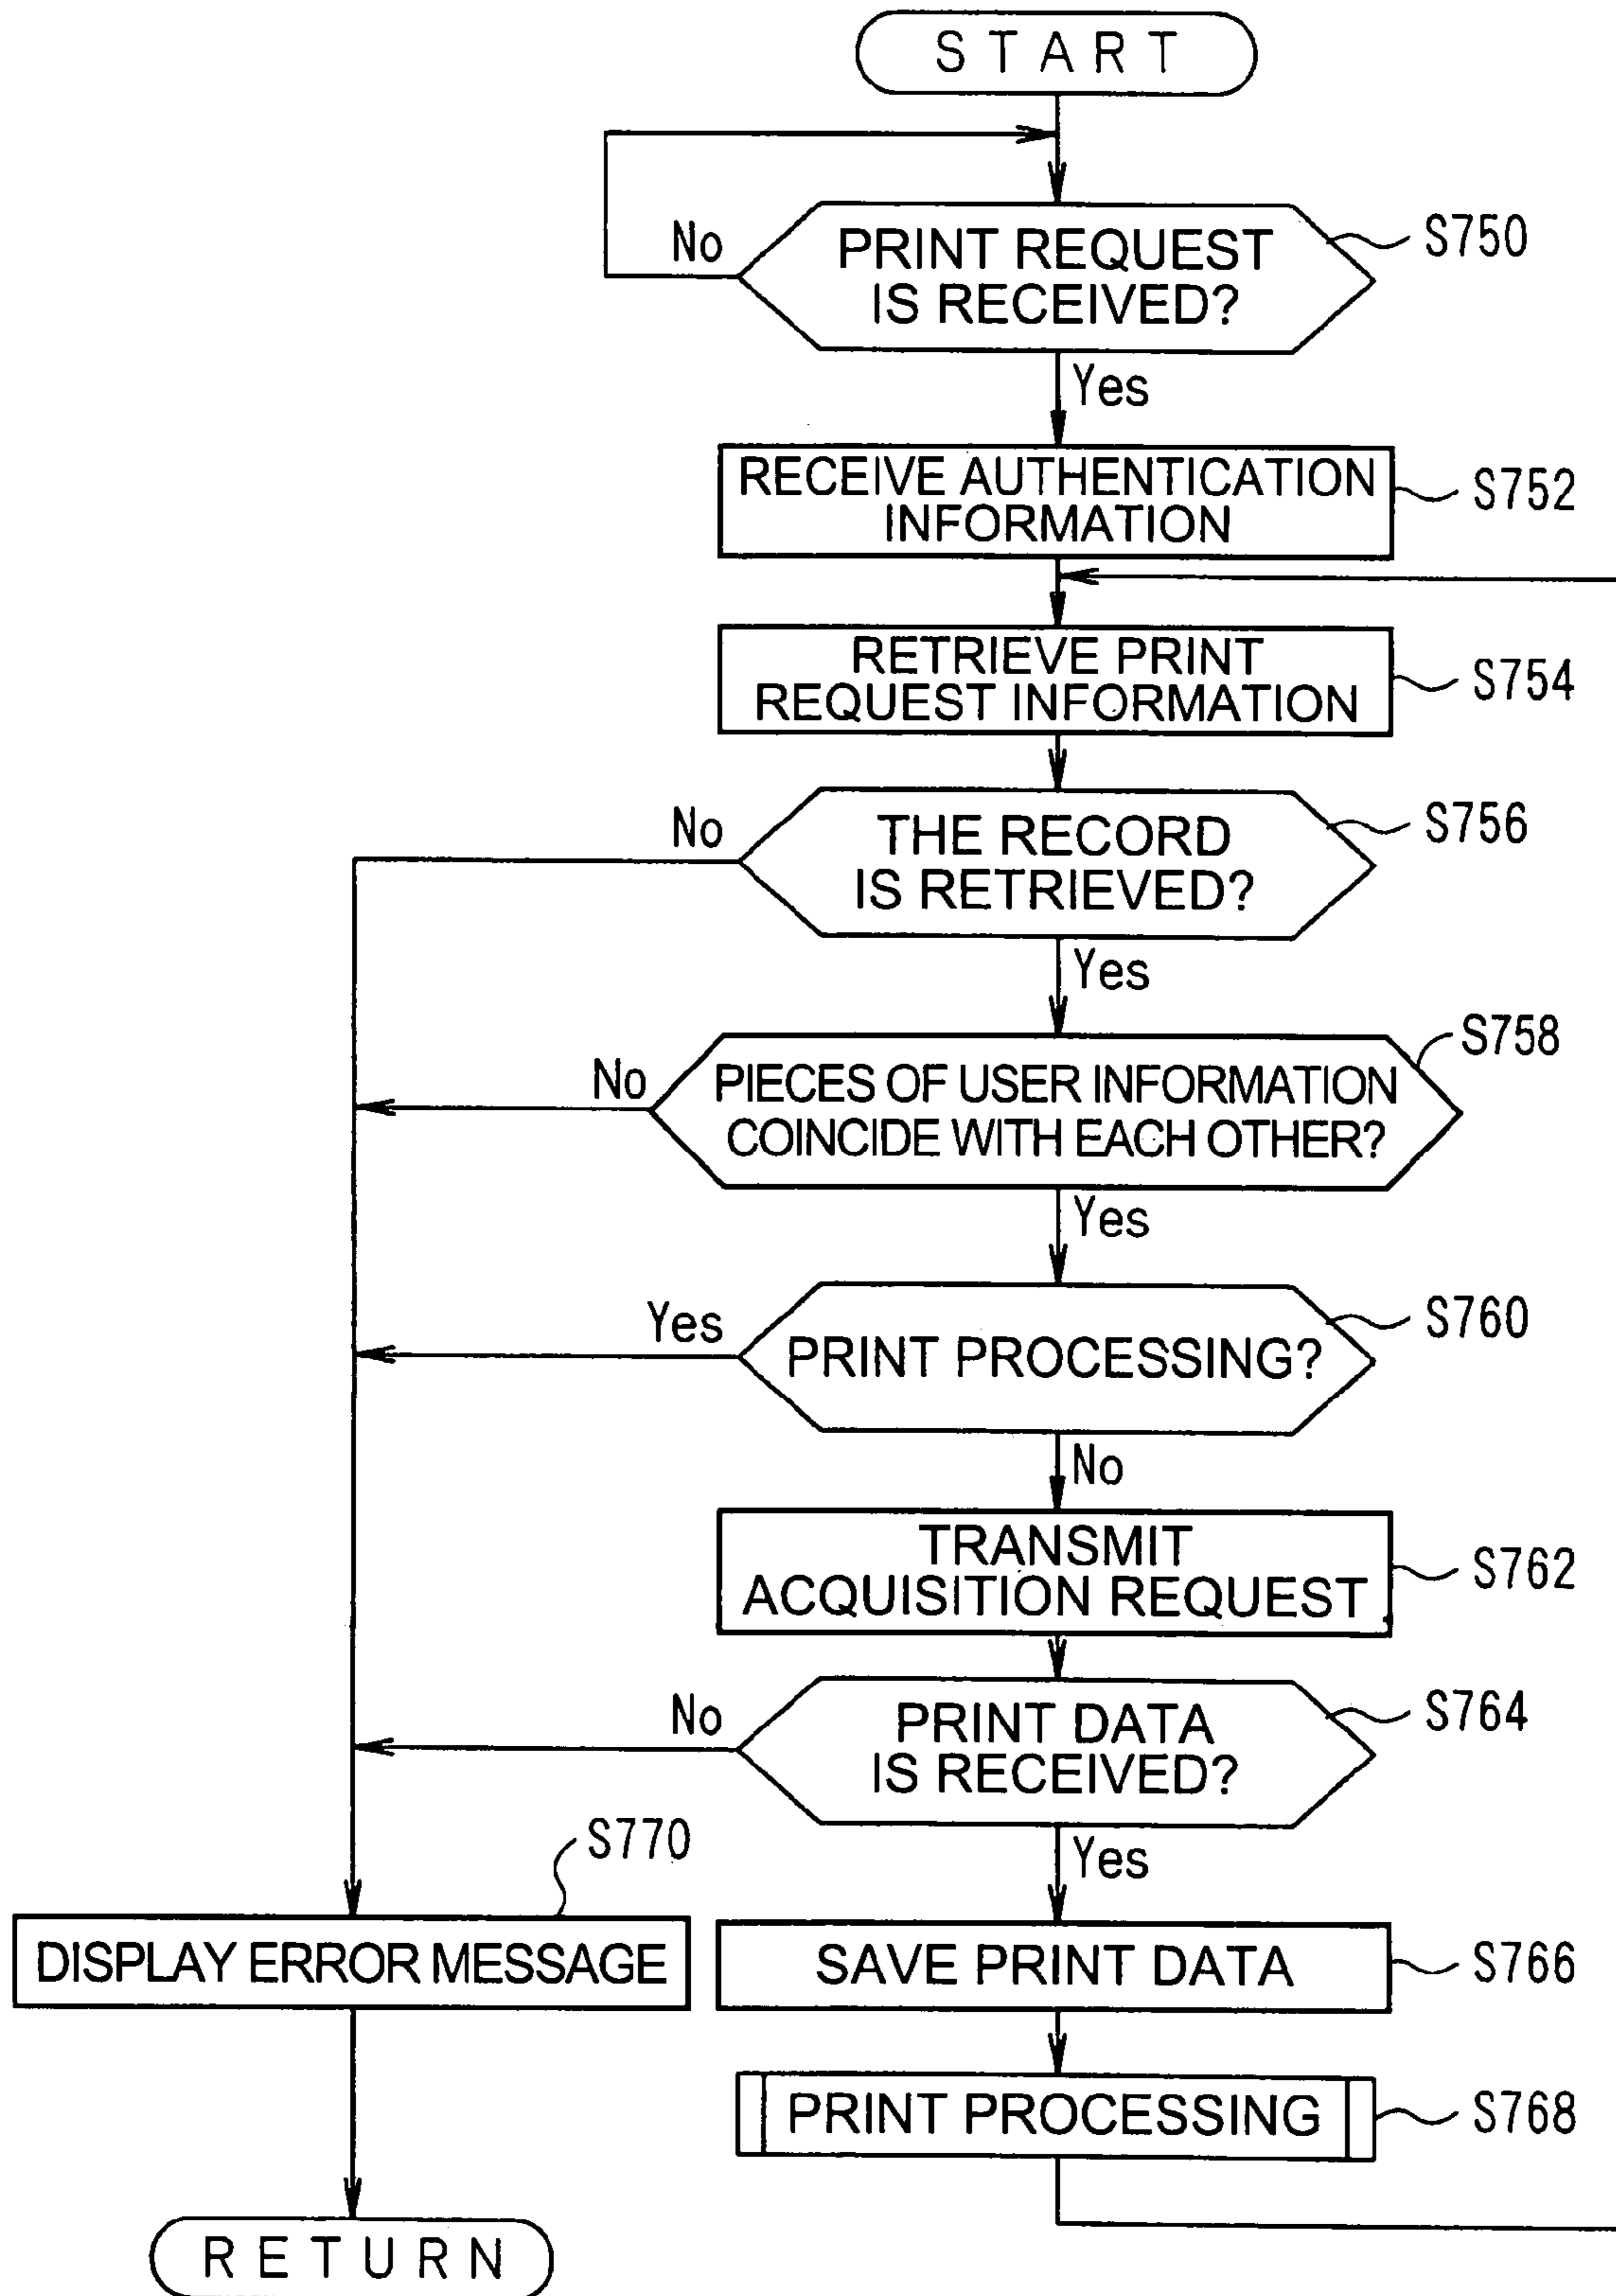 START
No
PRINT REQUEST
IS RECEIVED?
S750
Yes
RECEIVE AUTHENTICATION
INFORMATION
S752
RETRIEVE PRINT
REQUEST INFORMATION
S754
No
THE RECORD
IS RETRIEVED?
S756
Yes
No
PIECES OF USER INFORMATION
COINCIDE WITH EACH OTHER?
S758
Yes
Yes
PRINT PROCESSING?
S760
No
TRANSMIT
ACQUISITION REQUEST
S762
No
PRINT DATA
IS RECEIVED?
S764
Yes
S770
DISPLAY ERROR MESSAGE
SAVE PRINT DATA
S766
PRINT PROCESSING
S768
RETURN